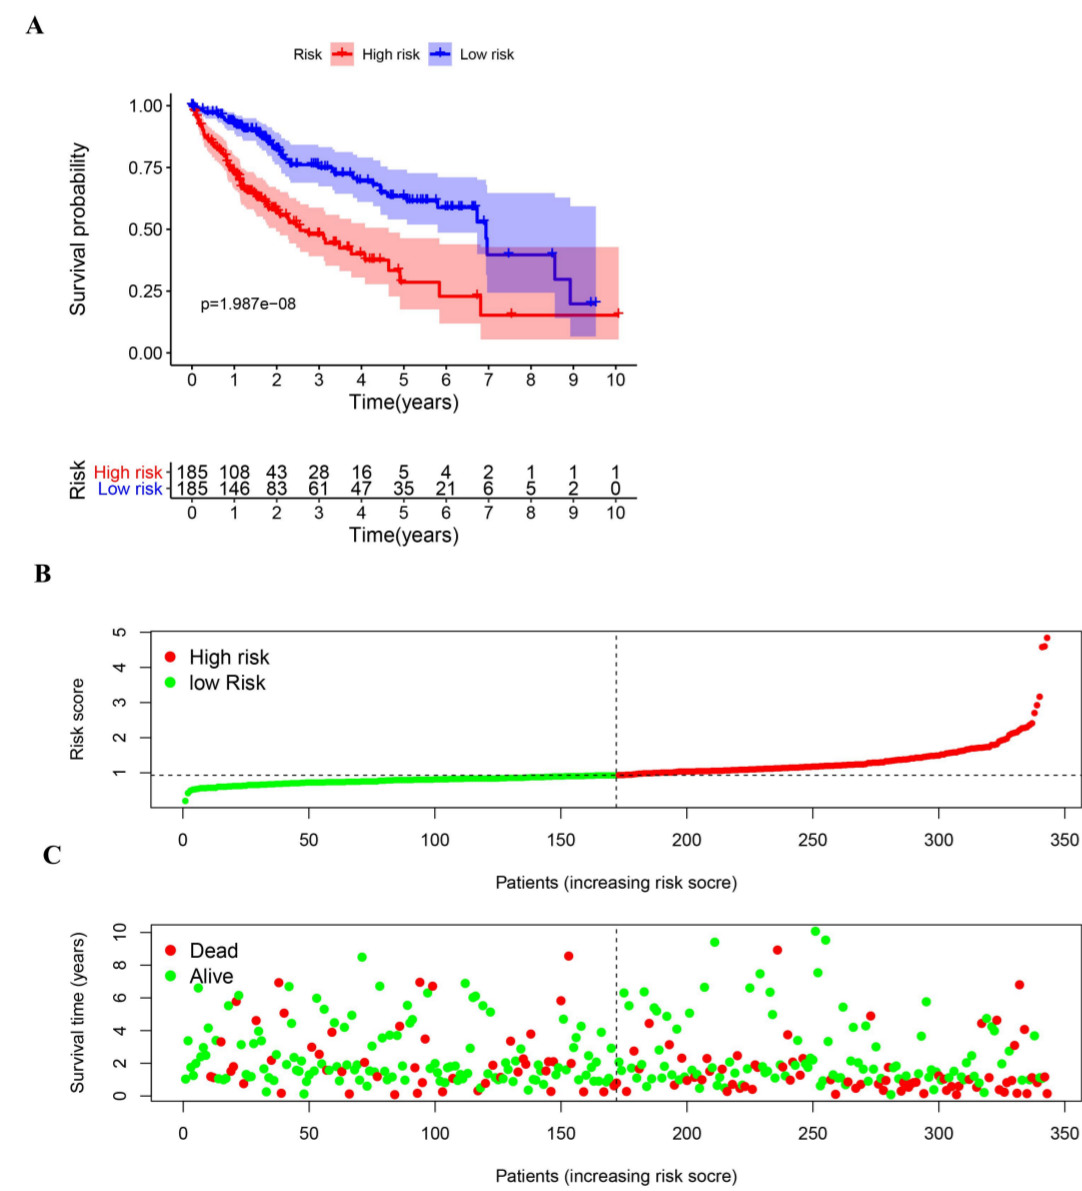 A
Risk High risk Low risk
Survival probability
1.00
0.75
0.50
0.25
0.00
p=1.987e−08
0 1 2 3 4 5 6 7 8 9 10
Time(years)
Risk
High risk 185 108 43 28 16 5 4 2 1 1 1
Low risk 185 146 83 61 47 35 21 6 5 2 0
0 1 2 3 4 5 6 7 8 9 10
Time(years)
B
Risk score
5
4
3
2
1
High risk
low Risk
0 50 100 150 200 250 300 350
Patients (increasing risk socre)
C
Survival time (years)
10
8
6
4
2
0
Dead
Alive
0 50 100 150 200 250 300 350
Patients (increasing risk socre)